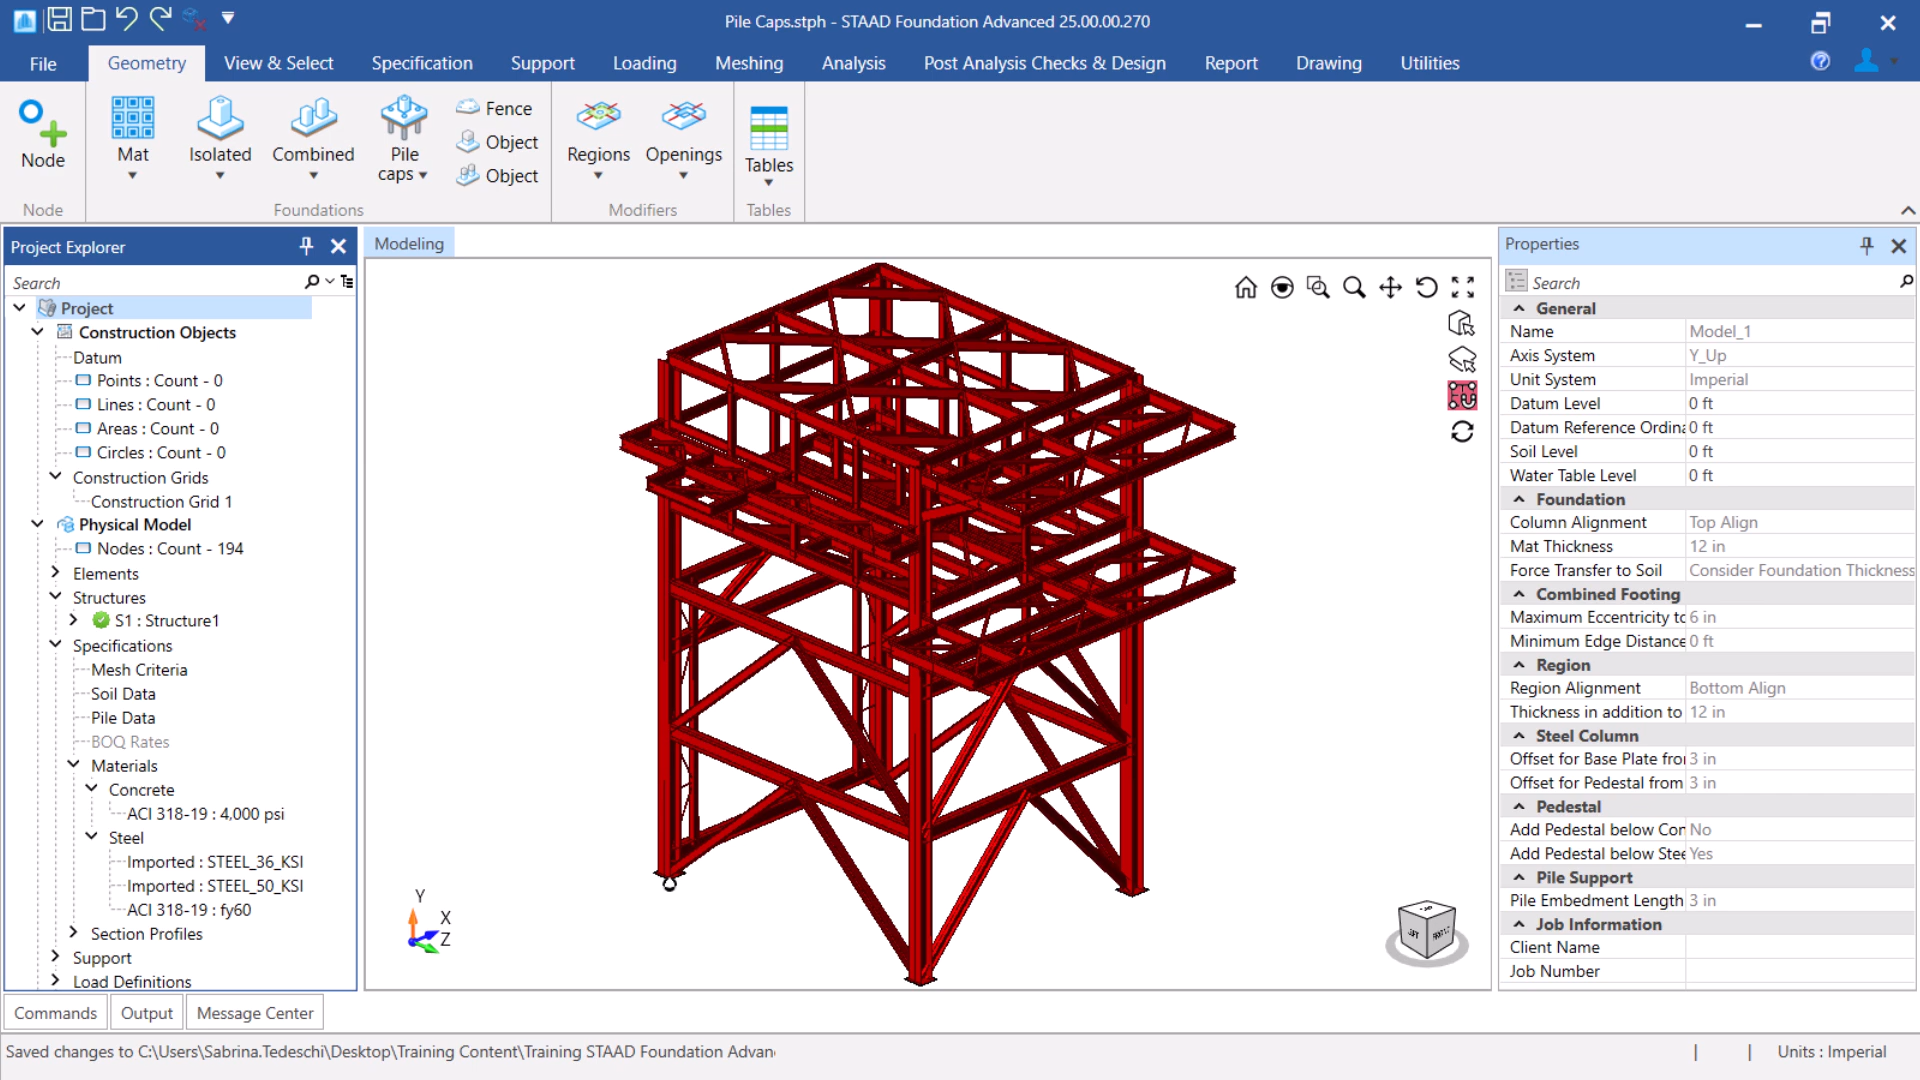 Pile Caps.stph - STAAD Foundation Advanced 25.00.00.270
File Geometry View & Select Specification Support Loading Meshing Analysis Post Analysis Checks & Design Report Drawing Utilities
Node
Mat
Isolated
Combined
Pile
caps
Fence
Object
Object
Regions
Openings
Tables
Node
Foundations
Modifiers
Tables
Project Explorer
Search
Project
Construction Objects
Datum
Points : Count - 0
Lines : Count - 0
Areas : Count - 0
Circles : Count - 0
Construction Grids
Construction Grid 1
Physical Model
Nodes : Count - 194
Elements
Structures
S1 : Structure1
Specifications
Mesh Criteria
Soil Data
Pile Data
BOQ Rates
Materials
Concrete
ACI 318-19 : 4,000 psi
Steel
Imported : STEEL_36_KSI
Imported : STEEL_50_KSI
ACI 318-19 : fy60
Section Profiles
Support
Load Definitions
Modeling
Y
X
Z
Properties
Search
General
Name Model_1
Axis System Y_Up
Unit System Imperial
Datum Level 0 ft
Datum Reference Ordina 0 ft
Soil Level 0 ft
Water Table Level 0 ft
Foundation
Column Alignment Top Align
Mat Thickness 12 in
Force Transfer to Soil Consider Foundation Thickness
Combined Footing
Maximum Eccentricity to 6 in
Minimum Edge Distance 0 ft
Region
Region Alignment Bottom Align
Thickness in addition to 12 in
Steel Column
Offset for Base Plate from 3 in
Offset for Pedestal from 3 in
Pedestal
Add Pedestal below Con No
Add Pedestal below Stee Yes
Pile Support
Pile Embedment Length 3 in
Job Information
Client Name
Job Number
Commands Output Message Center
Saved changes to C:\Users\Sabrina.Tedeschi\Desktop\Training Content\Training STAAD Foundation Advan
Units : Imperial